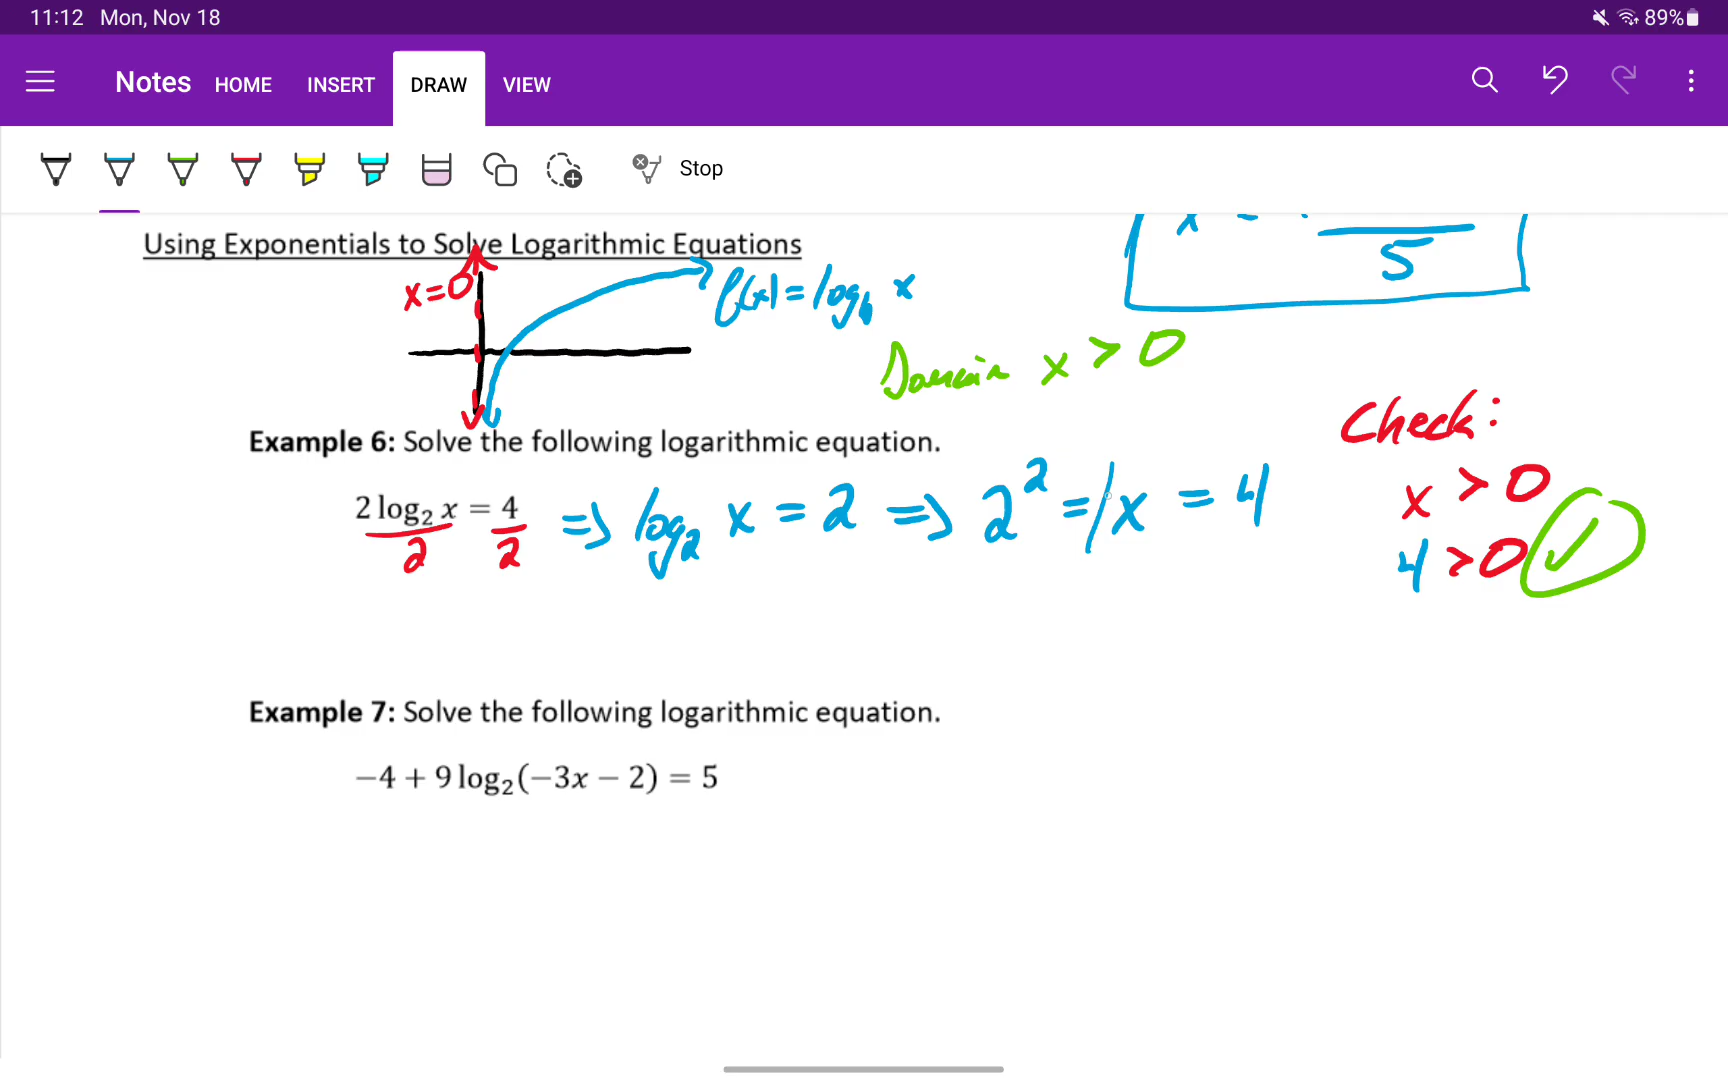 11:12 Mon, Nov 18 89%
Notes HOME INSERT DRAW VIEW
Stop
Using Exponentials to Solve Logarithmic Equations
x = 
5
x=0
f(x) = log_b x
Domain x > 0
Check:
Example 6: Solve the following logarithmic equation.
2 log₂ x = 4 ⇒ log₂ x = 2 ⇒ 2² = x = 4
2 2
x > 0
4 > 0 ✓
Example 7: Solve the following logarithmic equation.
−4 + 9 log₂(−3x − 2) = 5